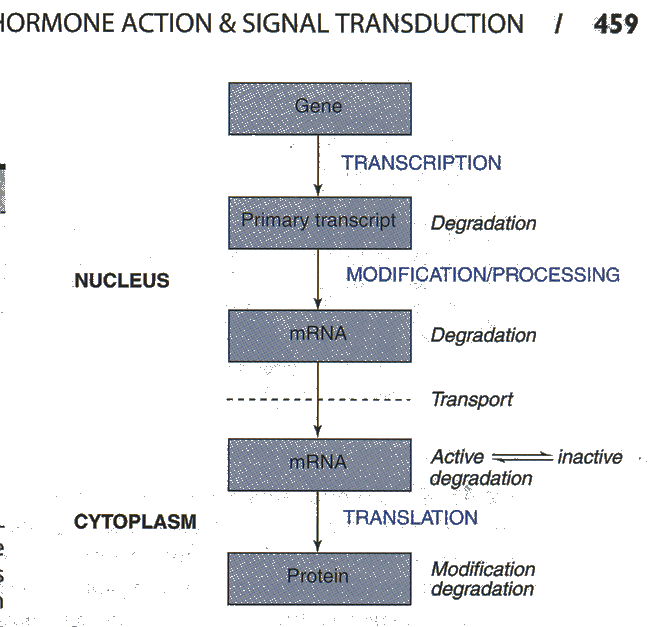 HORMONE ACTION & SIGNAL TRANSDUCTION / 459
Gene
TRANSCRIPTION
Primary transcript Degradation
NUCLEUS MODIFICATION/PROCESSING
mRNA Degradation
Transport
mRNA Active inactive
degradation
CYTOPLASM TRANSLATION
Protein Modification
degradation